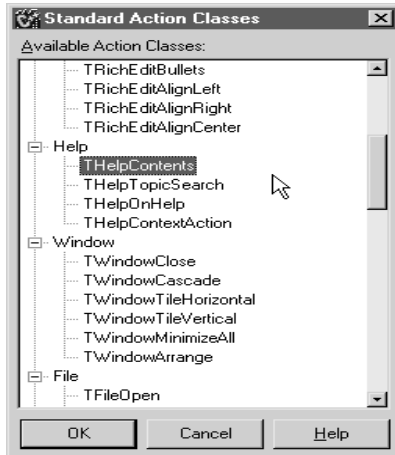 Standard Action Classes
Available Action Classes:
TRichEditBullets
TRichEditAlignLeft
TRichEditAlignRight
TRichEditAlignCenter
Help
THelpContents
THelpTopicSearch
THelpOnHelp
THelpContextAction
Window
TWindowClose
TWindowCascade
TWindowTileHorizontal
TWindowTileVertical
TWindowMinimizeAll
TWindowArrange
File
TFileOpen
OK Cancel Help